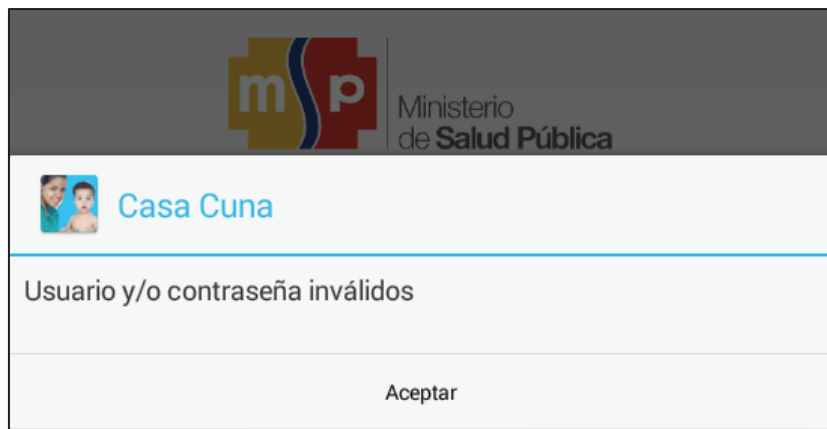 msp
Ministerio
de Salud Pública
Casa Cuna
Usuario y/o contraseña inválidos
Aceptar